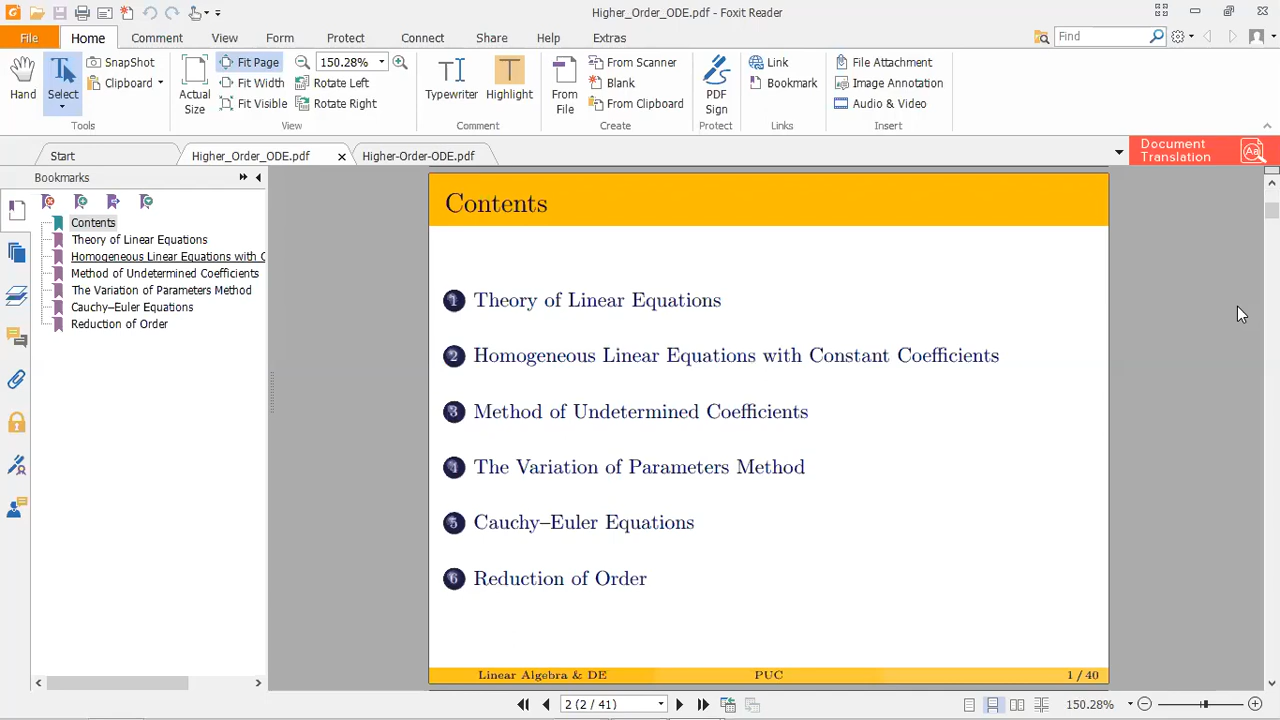 Higher_Order_ODE.pdf - Foxit Reader
File Home Comment View Form Protect Connect Share Help Extras Find
Hand Select SnapShot Clipboard Actual Size Fit Page Fit Width Fit Visible 150.28% Rotate Left Rotate Right Typewriter Highlight From File From Scanner Blank From Clipboard PDF Sign Link Bookmark File Attachment Image Annotation Audio & Video
Tools View Comment Create Protect Links Insert
Start Higher_Order_ODE.pdf Higher-Order-ODE.pdf Document Translation
Bookmarks
Contents
Theory of Linear Equations
Homogeneous Linear Equations with C
Method of Undetermined Coefficients
The Variation of Parameters Method
Cauchy–Euler Equations
Reduction of Order
Contents
1 Theory of Linear Equations
2 Homogeneous Linear Equations with Constant Coefficients
3 Method of Undetermined Coefficients
4 The Variation of Parameters Method
5 Cauchy–Euler Equations
6 Reduction of Order
Linear Algebra & DE PUC 1 / 40
2 (2 / 41) 150.28%